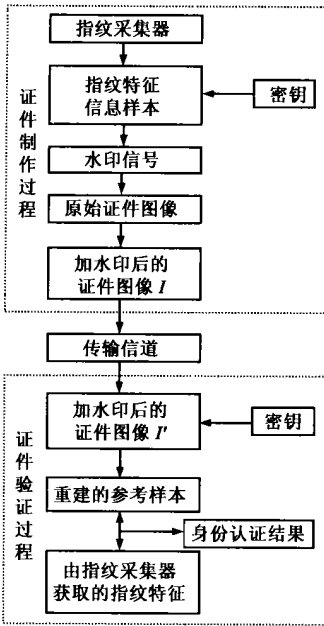 证件制作过程
指纹采集器
指纹特征
信息样本
密钥
水印信号
原始证件图像
加水印后的
证件图像 I
传输信道
证件验证过程
加水印后的
证件图像 I'
密钥
重建的参考样本
身份认证结果
由指纹采集器
获取的指纹特征